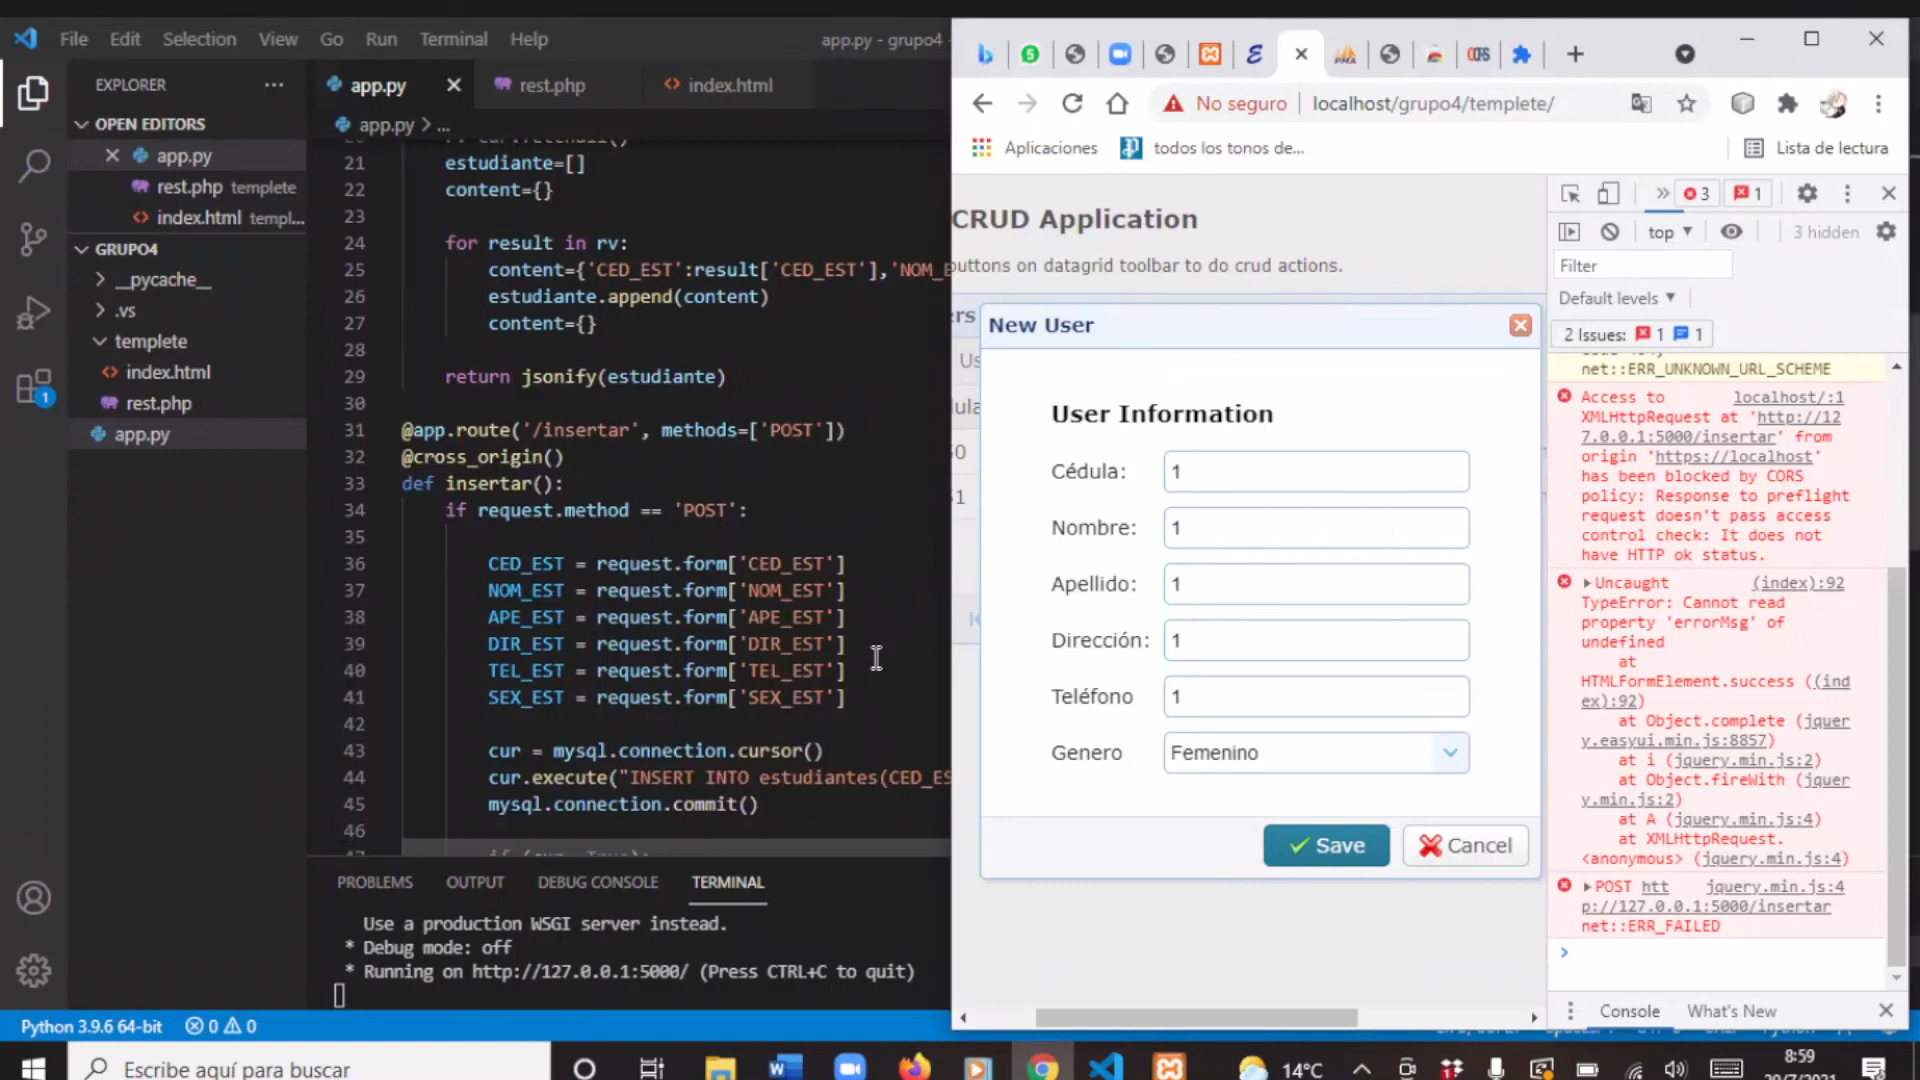 File Edit Selection View Go Run Terminal Help
app.py - grupo4 -
EXPLORER
OPEN EDITORS
app.py
rest.php templete
index.html templ...
GRUPO4
__pycache__
.vs
templete
index.html
rest.php
app.py
1
app.py
rest.php
index.html
app.py > ...
21 estudiante=[]
22 content={}
23
24 for result in rv:
25 content={'CED_EST':result['CED_EST'],'NOM_E
26 estudiante.append(content)
27 content={}
28
29 return jsonify(estudiante)
30
31 @app.route('/insertar', methods=['POST'])
32 @cross_origin()
33 def insertar():
34 if request.method == 'POST':
35
36 CED_EST = request.form['CED_EST']
37 NOM_EST = request.form['NOM_EST']
38 APE_EST = request.form['APE_EST']
39 DIR_EST = request.form['DIR_EST']
40 TEL_EST = request.form['TEL_EST']
41 SEX_EST = request.form['SEX_EST']
42
43 cur = mysql.connection.cursor()
44 cur.execute("INSERT INTO estudiantes(CED_ES
45 mysql.connection.commit()
46
PROBLEMS OUTPUT DEBUG CONSOLE TERMINAL
Use a production WSGI server instead.
* Debug mode: off
* Running on http://127.0.0.1:5000/ (Press CTRL+C to quit)
Python 3.9.6 64-bit 0 0
No seguro localhost/grupo4/templete/
Aplicaciones todos los tonos de... Lista de lectura
CRUD Application
buttons on datagrid toolbar to do crud actions.
New User
User Information
Cédula: 1
Nombre: 1
Apellido: 1
Dirección: 1
Teléfono 1
Genero Femenino
Save Cancel
3 1
top 3 hidden
Filter
Default levels
2 Issues: 1 1
net::ERR_UNKNOWN_URL_SCHEME
Access to localhost/:1
XMLHttpRequest at 'http://12
7.0.0.1:5000/insertar' from
origin 'https://localhost'
has been blocked by CORS
policy: Response to preflight
request doesn't pass access
control check: It does not
have HTTP ok status.
Uncaught (index):92
TypeError: Cannot read
property 'errorMsg' of
undefined
at
HTMLFormElement.success ((ind
ex):92)
at Object.complete (jquer
y.easyui.min.js:8857)
at i (jquery.min.js:2)
at Object.fireWith (jquer
y.min.js:2)
at A (jquery.min.js:4)
at XMLHttpRequest.
<anonymous> (jquery.min.js:4)
POST htt jquery.min.js:4
p://127.0.0.1:5000/insertar
net::ERR_FAILED
Console What's New
Escribe aquí para buscar
14°C
8:59